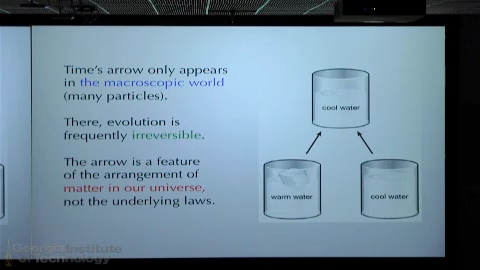 Time's arrow only appears
in the macroscopic world
(many particles).
There, evolution is
frequently irreversible.
The arrow is a feature
of the arrangement of
matter in our universe,
not the underlying laws.
cool water
warm water
cool water
Georgia Institute
of Technology